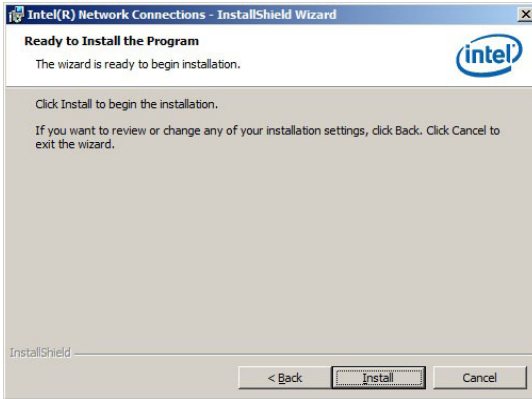 Intel(R) Network Connections - InstallShield Wizard
Ready to Install the Program
The wizard is ready to begin installation.
intel
Click Install to begin the installation.
If you want to review or change any of your installation settings, click Back. Click Cancel to
exit the wizard.
InstallShield
< Back
Install
Cancel